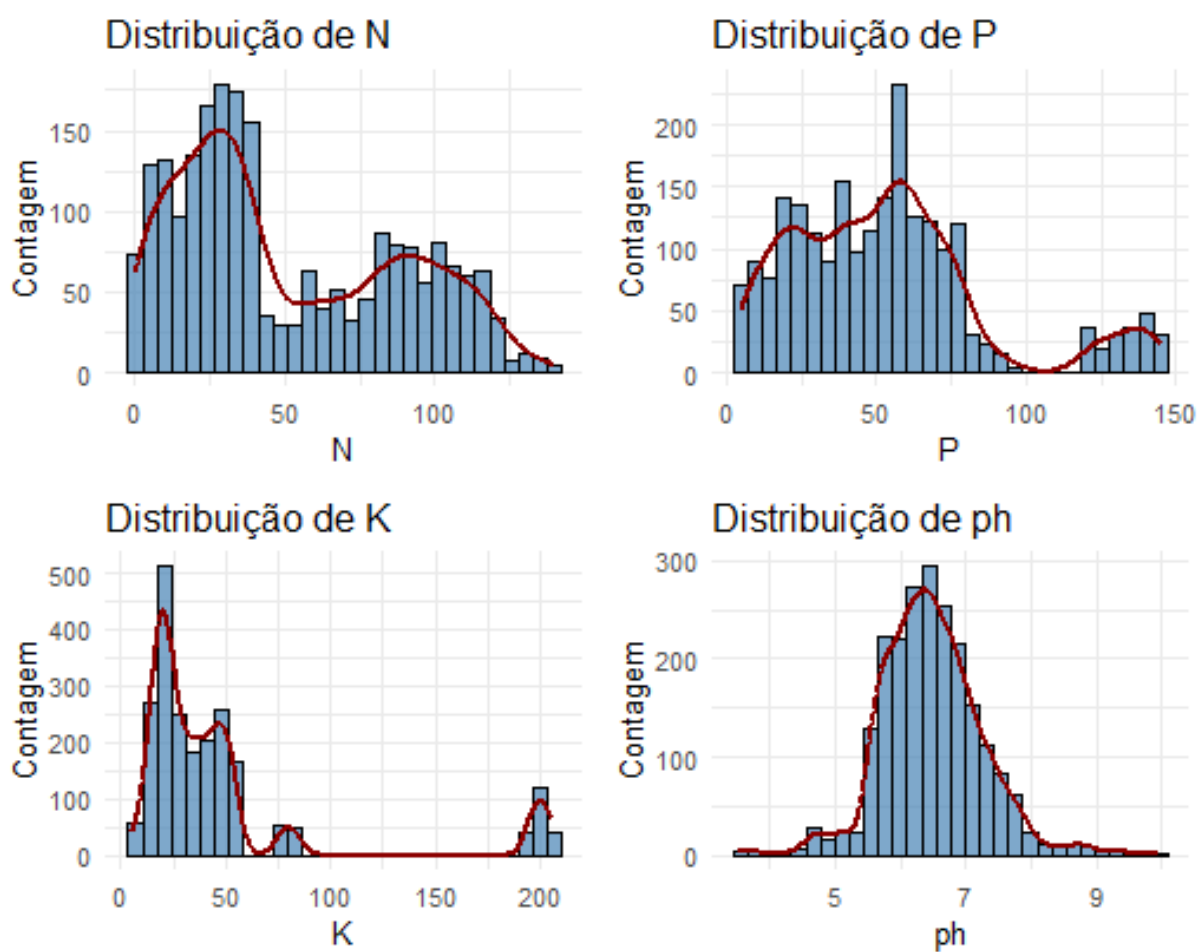 Distribuição de N
Contagem
150
100
50
0
0 50 100
N
Distribuição de P
Contagem
200
150
100
50
0
0 50 100 150
P
Distribuição de K
Contagem
500
400
300
200
100
0
0 50 100 150 200
K
Distribuição de ph
Contagem
300
200
100
0
5 7 9
ph